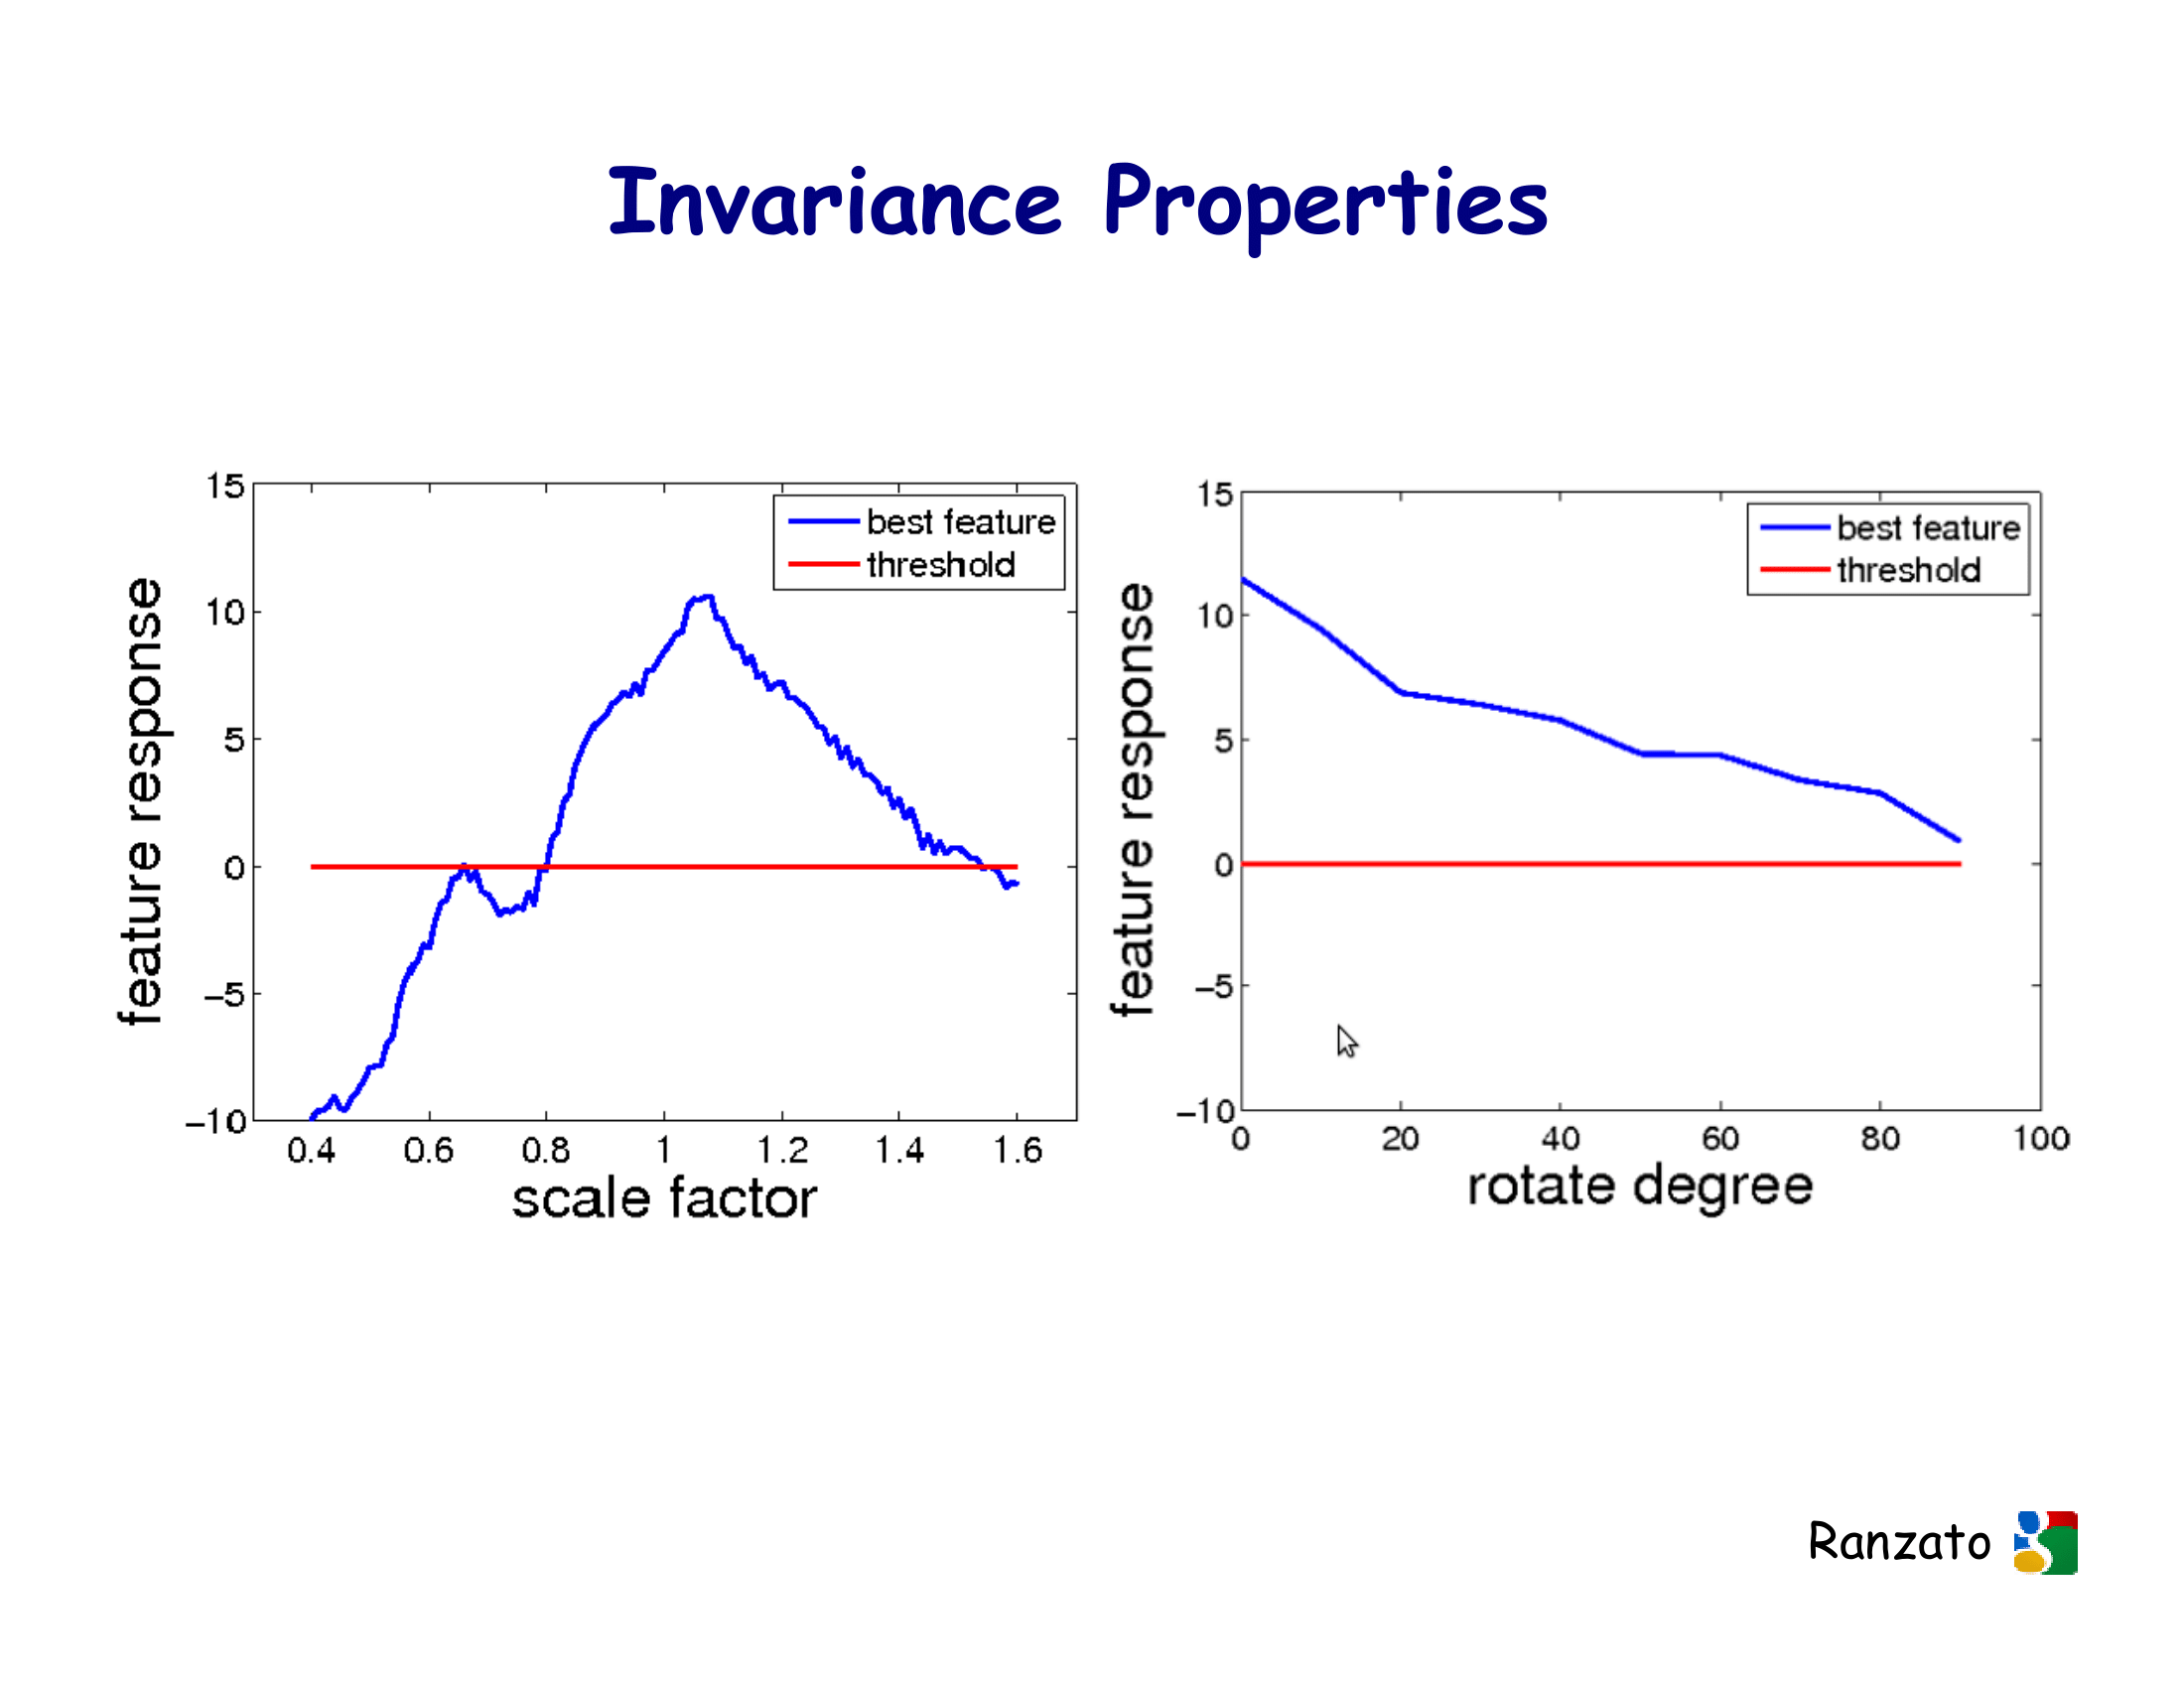 Invariance Properties
15
10
5
0
−5
−10
feature response
best feature
threshold
0.4 0.6 0.8 1 1.2 1.4 1.6
scale factor
15
10
5
0
−5
−10
feature response
best feature
threshold
0 20 40 60 80 100
rotate degree
Ranzato